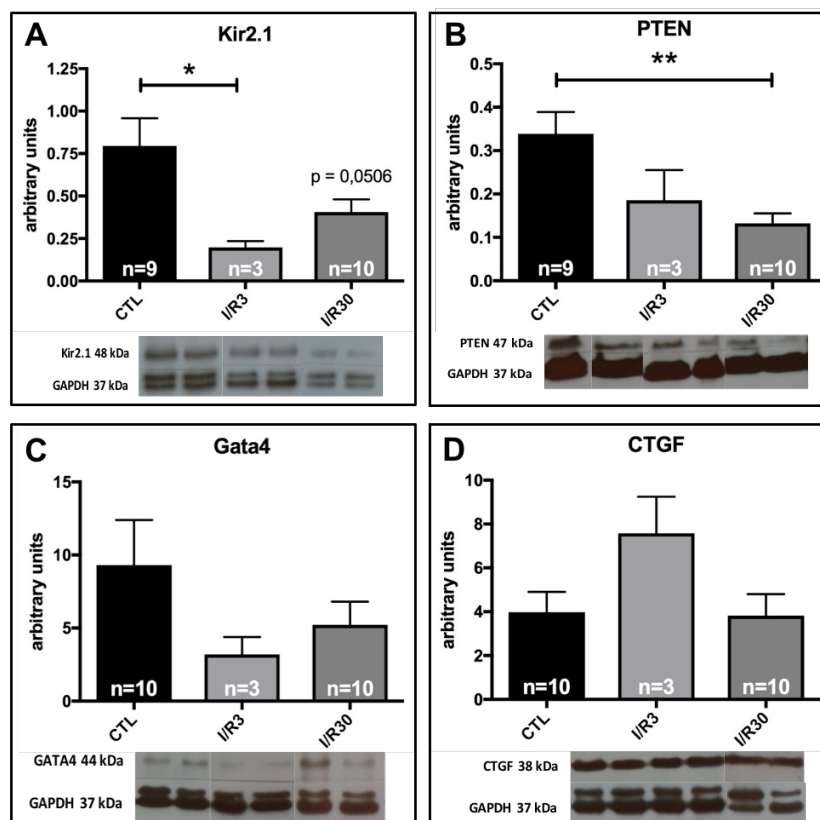 A
Kir2.1
arbitrary units
1.25
1.00
0.75
0.50
0.25
0.00
*
p = 0,0506
n=9
n=3
n=10
CTL
I/R3
I/R30
Kir2.1 48 kDa
GAPDH 37 kDa
B
PTEN
arbitrary units
0.5
0.4
0.3
0.2
0.1
0.0
**
n=9
n=3
n=10
CTL
I/R3
I/R30
PTEN 47 kDa
GAPDH 37 kDa
C
Gata4
arbitrary units
15
10
5
0
n=10
n=3
n=10
CTL
I/R3
I/R30
GATA4 44 kDa
GAPDH 37 kDa
D
CTGF
arbitrary units
10
8
6
4
2
0
n=10
n=3
n=10
CTL
I/R3
I/R30
CTGF 38 kDa
GAPDH 37 kDa